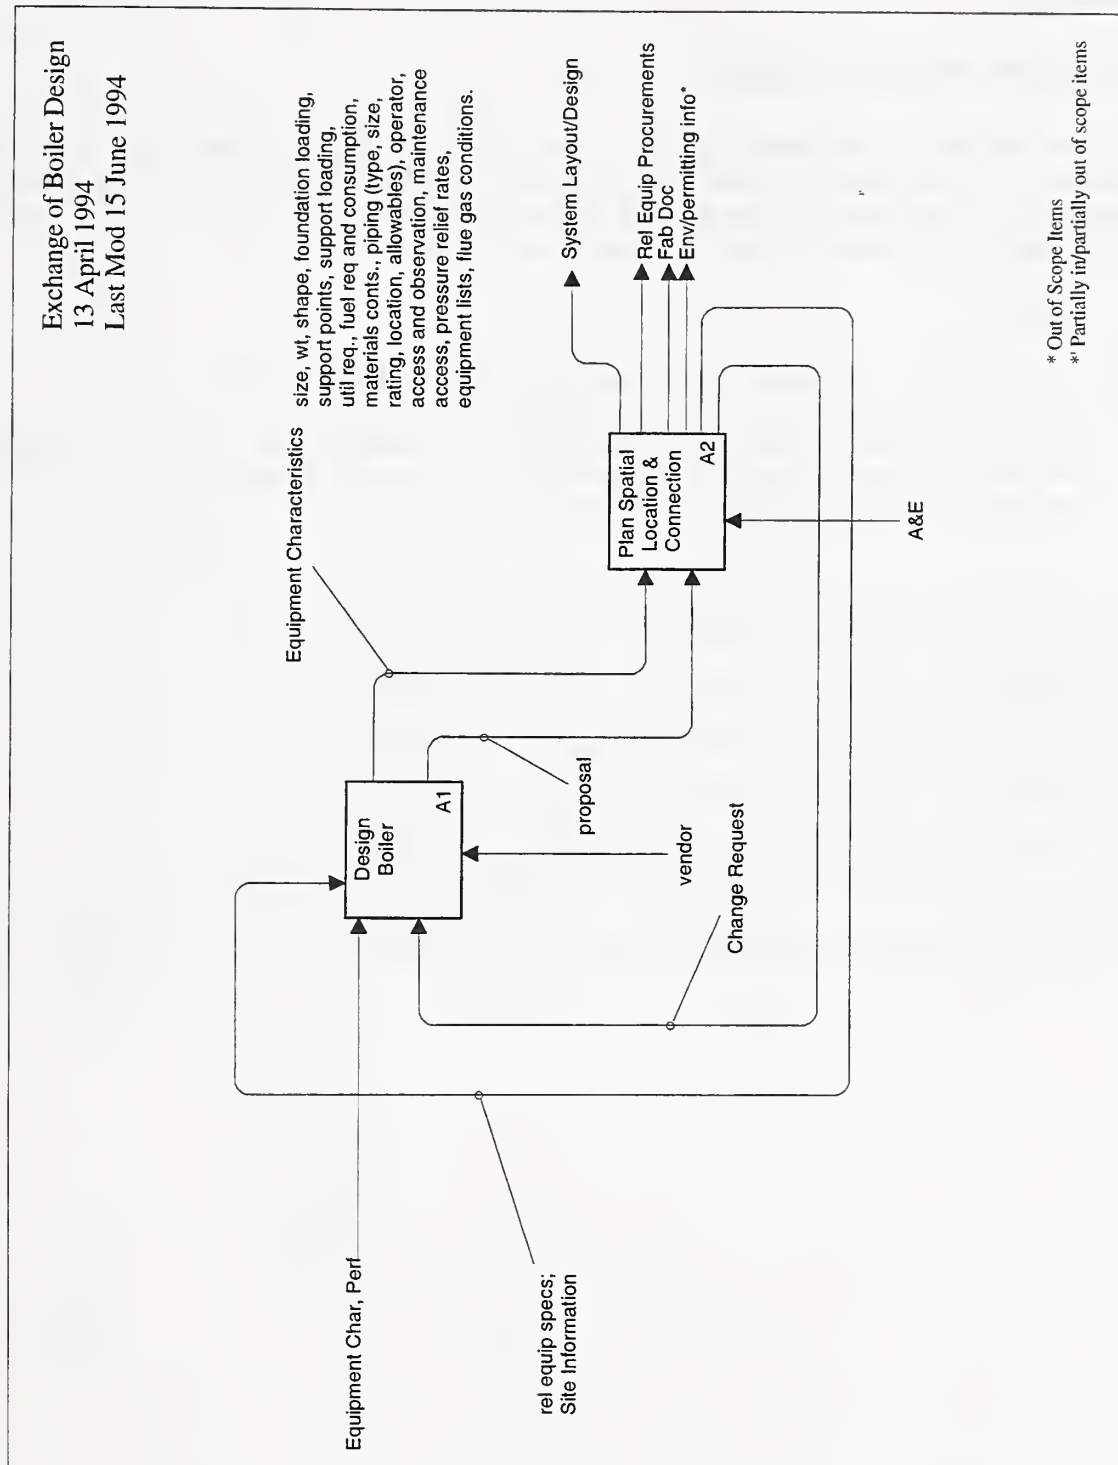 Exchange of Boiler Design
13 April 1994
Last Mod 15 June 1994
size, wt, shape, foundation loading,
support points, support loading,
util req., fuel req and consumption,
materials conts., piping (type, size,
rating, location, allowables), operator,
access and observation, maintenance
access, pressure relief rates,
equipment lists, flue gas conditions.
Equipment Characteristics
Equipment Char, Perf
Design
Boiler
A1
rel equip specs;
Site Information
proposal
vendor
Change Request
Plan Spatial
Location &
Connection
A2
A&E
System Layout/Design
Rel Equip Procurements
Fab Doc
Env/permitting info*
* Out of Scope Items
*' Partially in/partially out of scope items